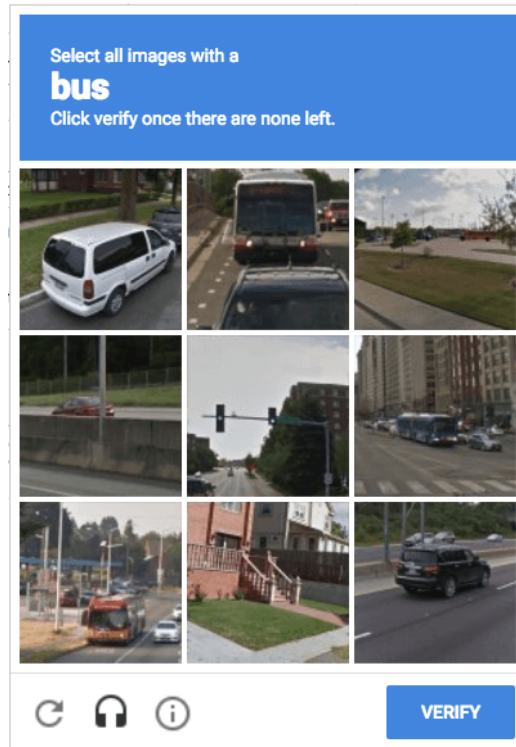 Select all images with a
bus
Click verify once there are none left.
VERIFY